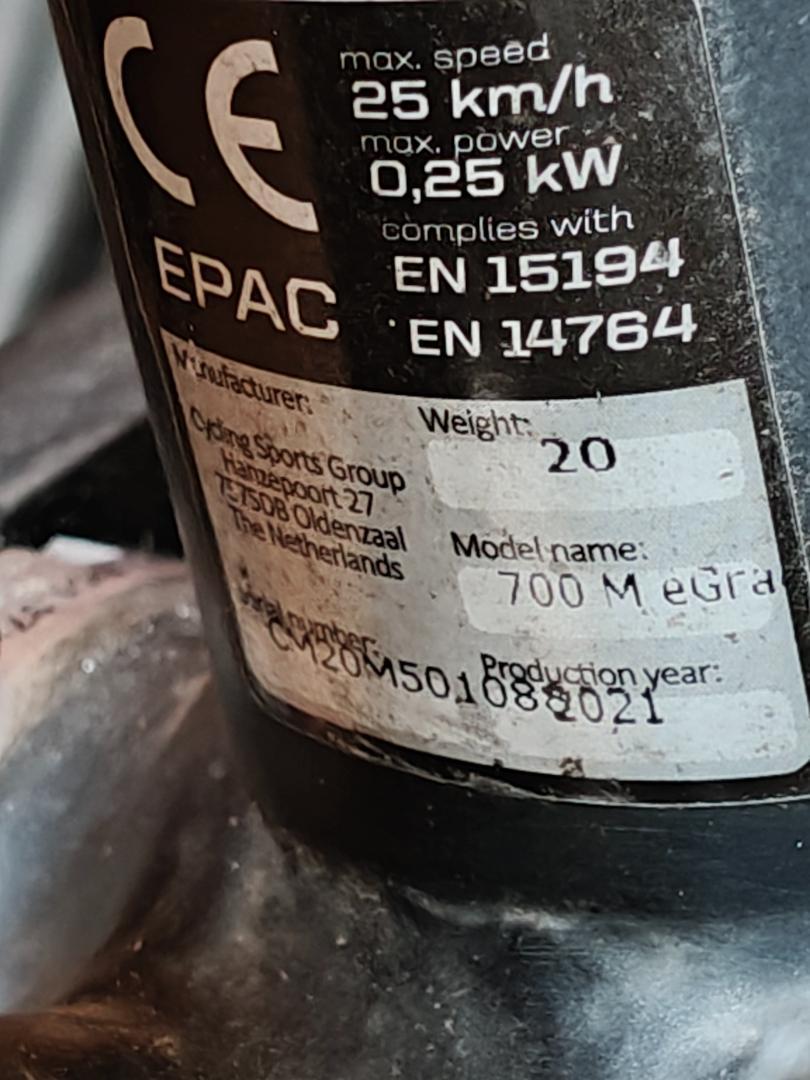 CE
EPAC
max. speed
25 km/h
max. power
0,25 kW
complies with
EN 15194
EN 14764
Manufacturer:
Cycling Sports Group
Hanzepoort 27
7575DB Oldenzaal
The Netherlands
Serial number:
CM20M501088
Weight:
20
Model name:
700 M eGra
Production year:
2021